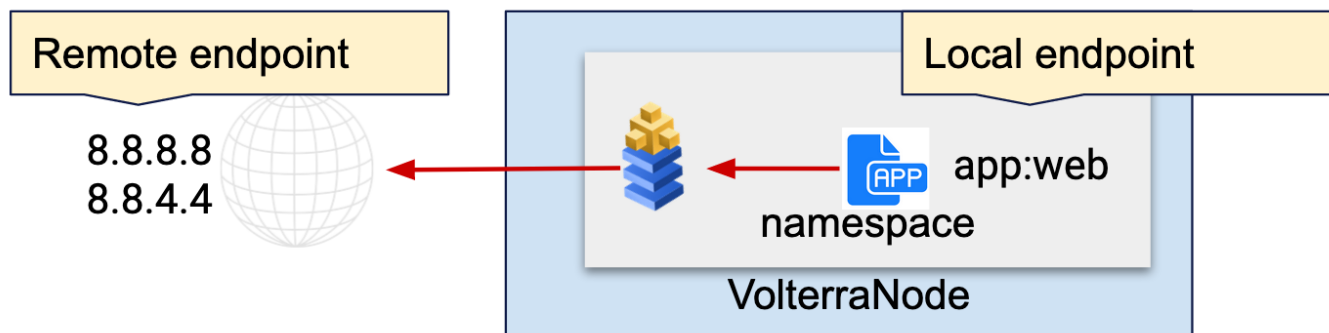 Remote endpoint
Local endpoint
8.8.8.8
8.8.4.4
APP
app:web
namespace
VolterraNode